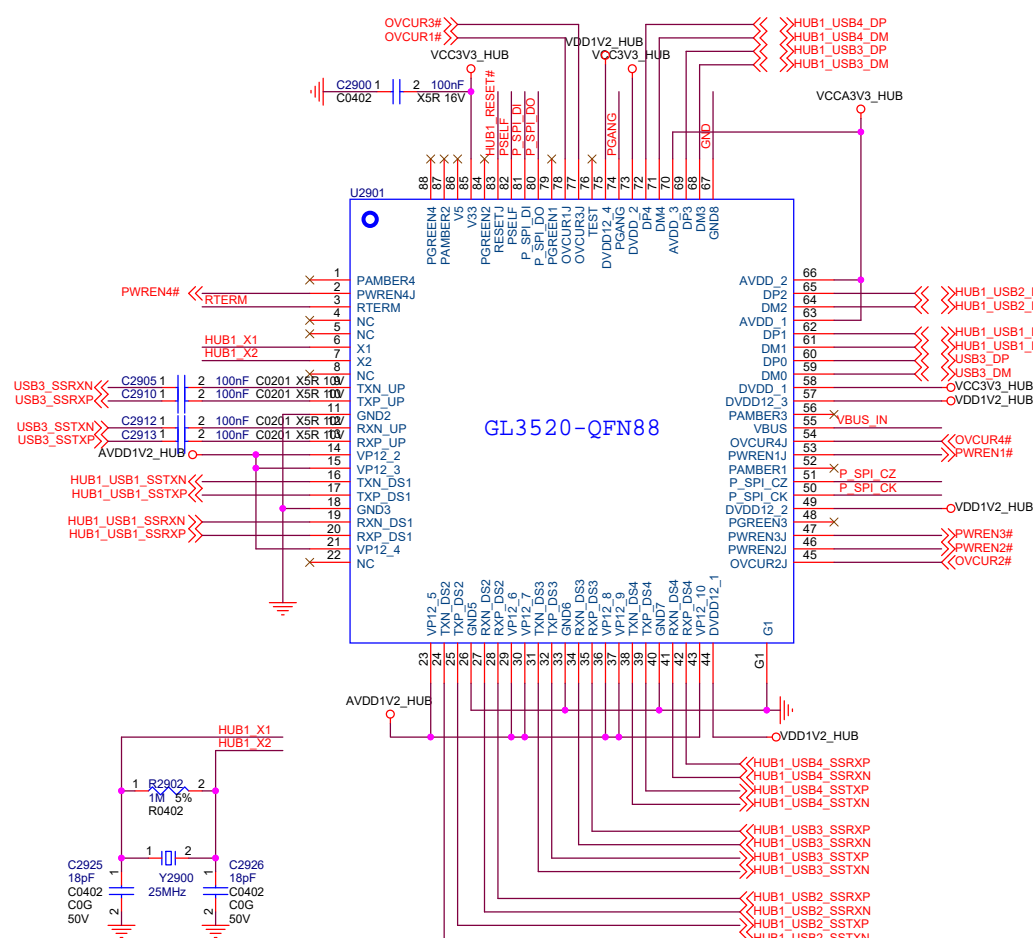 OVCUR3#
OVCUR1#
VCC3V3_HUB
VDD1V2_HUB
VCC3V3_HUB
HUB1_USB4_DP
HUB1_USB4_DM
HUB1_USB3_DP
HUB1_USB3_DM
VCCA3V3_HUB
C2900 1 2 100nF
C0402 X5R 16V
HUB1_RESET#
PSELF
P_SPI_DI
P_SPI_DO
PGANG
GND
88 87 86 85 84 83 82 81 80 79 78 77 76 75 74 73 72 71 70 69 68 67
U2901
PGREEN4
PAMBER2
V5
V33
PGREEN2
RESETJ
PSELF
P_SPI_DI
P_SPI_DO
PGREEN1
OVCUR1J
OVCUR3J
TEST
DVDD12_4
PGANG
DVDD_2
DP4
DM4
AVDD_3
DP3
DM3
GND8
GL3520-QFN88
1 PAMBER4
PWREN4# 2 PWREN4J
RTERM 3 RTERM
4 NC
5 NC
HUB1_X1 6 X1
HUB1_X2 7 X2
8 NC
USB3_SSRXN C2905 1 2 100nF C0201 X5R 10V 9 TXN_UP
USB3_SSRXP C2910 1 2 100nF C0201 X5R 10V 10 TXP_UP
11 GND2
USB3_SSTXN C2912 1 2 100nF C0201 X5R 10V 12 RXN_UP
USB3_SSTXP C2913 1 2 100nF C0201 X5R 10V 13 RXP_UP
AVDD1V2_HUB 14 VP12_2
15 VP12_3
HUB1_USB1_SSTXN 16 TXN_DS1
HUB1_USB1_SSTXP 17 TXP_DS1
18 GND3
HUB1_USB1_SSRXN 19 RXN_DS1
HUB1_USB1_SSRXP 20 RXP_DS1
21 VP12_4
22 NC
AVDD_2 66
DP2 65 HUB1_USB2_
DM2 64 HUB1_USB2_
AVDD_1 63
DP1 62 HUB1_USB1_
DM1 61 HUB1_USB1_
DP0 60 USB3_DP
DM0 59 USB3_DM
DVDD_1 58 VCC3V3_HUB
DVDD12_3 57 VDD1V2_HUB
PAMBER3 56
VBUS 55 VBUS_IN
OVCUR4J 54 OVCUR4#
PWREN1J 53 PWREN1#
PAMBER1 52
P_SPI_CZ 51 P_SPI_CZ
P_SPI_CK 50 P_SPI_CK
DVDD12_2 49 VDD1V2_HUB
PGREEN3 48
PWREN3J 47 PWREN3#
PWREN2J 46 PWREN2#
OVCUR2J 45 OVCUR2#
VP12_5
TXN_DS2
TXP_DS2
GND5
RXN_DS2
RXP_DS2
VP12_6
VP12_7
TXN_DS3
TXP_DS3
GND6
RXN_DS3
RXP_DS3
VP12_8
VP12_9
TXN_DS4
TXP_DS4
GND7
RXN_DS4
RXP_DS4
VP12_10
DVDD12_1
G1
23 24 25 26 27 28 29 30 31 32 33 34 35 36 37 38 39 40 41 42 43 44 G1
AVDD1V2_HUB
VDD1V2_HUB
HUB1_USB4_SSRXP
HUB1_USB4_SSRXN
HUB1_USB4_SSTXP
HUB1_USB4_SSTXN
HUB1_USB3_SSRXP
HUB1_USB3_SSRXN
HUB1_USB3_SSTXP
HUB1_USB3_SSTXN
HUB1_USB2_SSRXP
HUB1_USB2_SSRXN
HUB1_USB2_SSTXP
HUB1_USB2_SSTXN
HUB1_X1
HUB1_X2
1 R2902 2
1M 5%
R0402
1 2
Y2900
25MHz
C2925
18pF
C0402
C0G
50V
1
2
C2926
18pF
C0402
C0G
50V
1
2